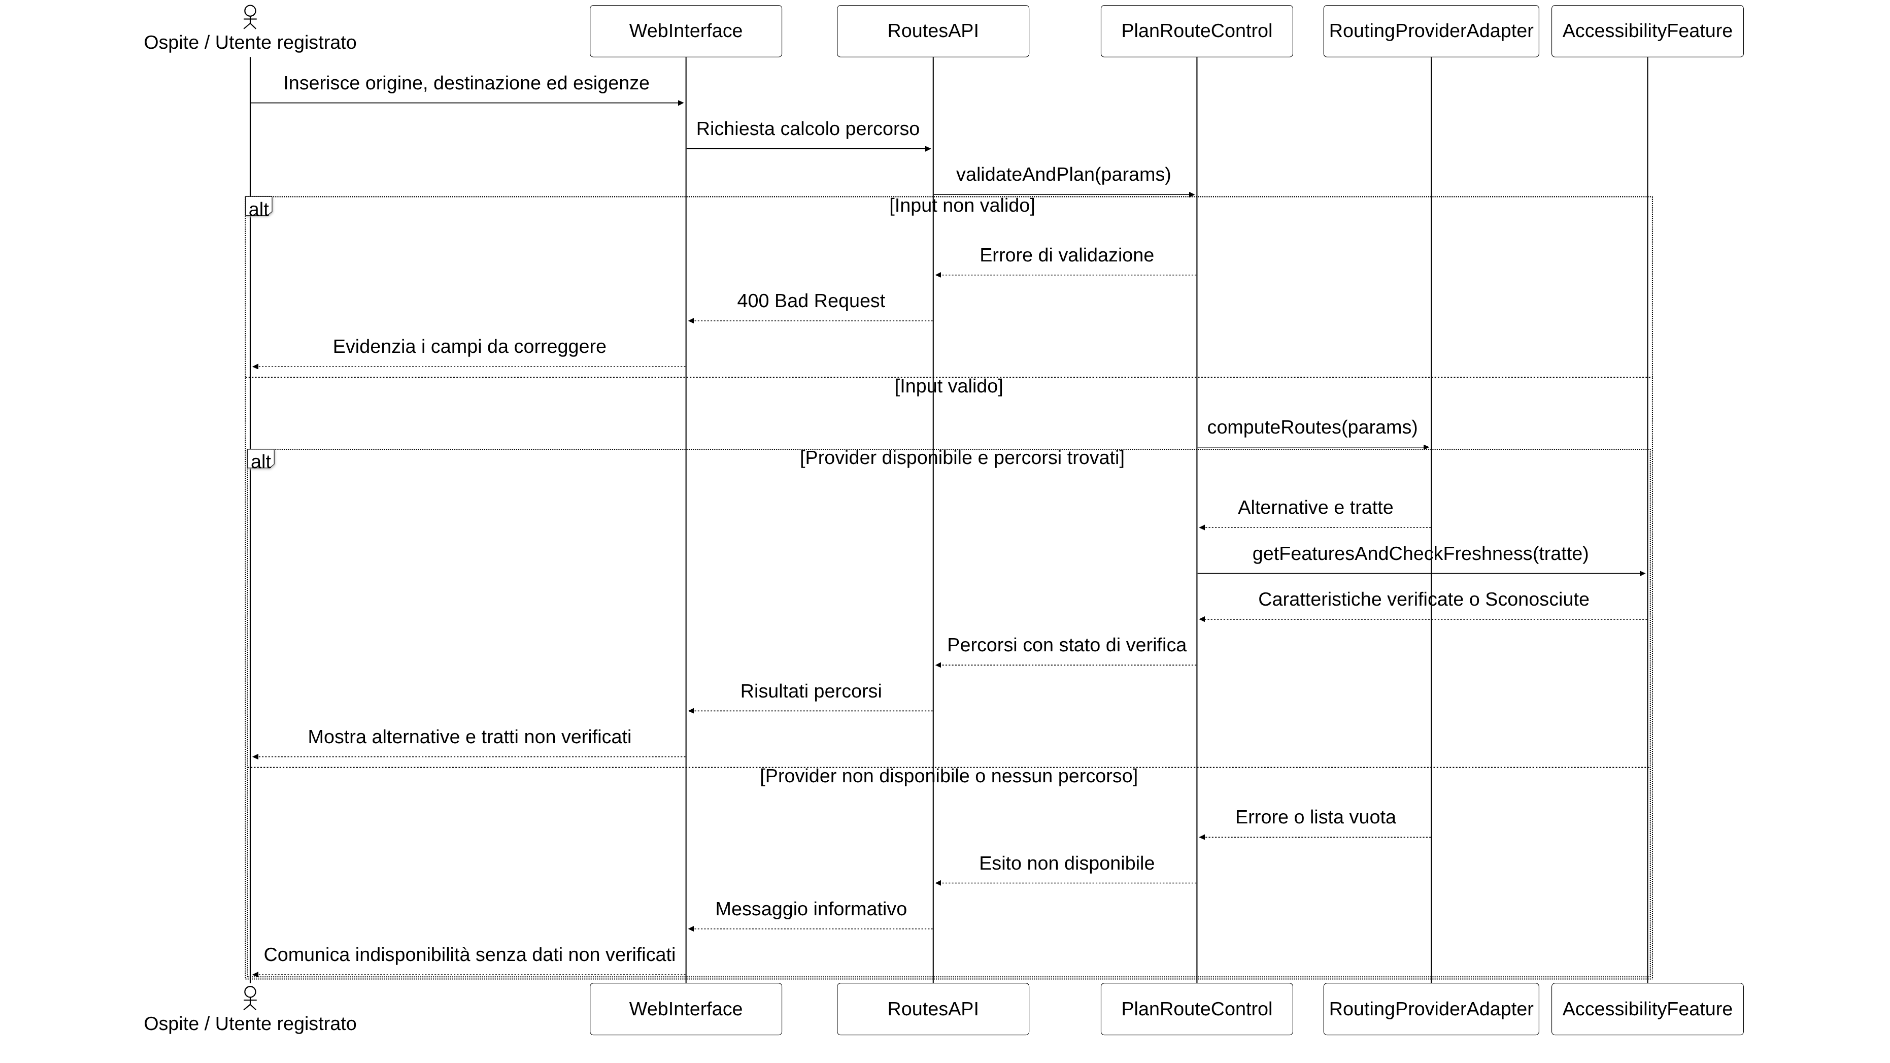 Ospite / Utente registrato
WebInterface
RoutesAPI
PlanRouteControl
RoutingProviderAdapter
AccessibilityFeature
Inserisce origine, destinazione ed esigenze
Richiesta calcolo percorso
validateAndPlan(params)
alt
[Input non valido]
Errore di validazione
400 Bad Request
Evidenzia i campi da correggere
[Input valido]
computeRoutes(params)
alt
[Provider disponibile e percorsi trovati]
Alternative e tratte
getFeaturesAndCheckFreshness(tratte)
Caratteristiche verificate o Sconosciute
Percorsi con stato di verifica
Risultati percorsi
Mostra alternative e tratti non verificati
[Provider non disponibile o nessun percorso]
Errore o lista vuota
Esito non disponibile
Messaggio informativo
Comunica indisponibilità senza dati non verificati
Ospite / Utente registrato
WebInterface
RoutesAPI
PlanRouteControl
RoutingProviderAdapter
AccessibilityFeature